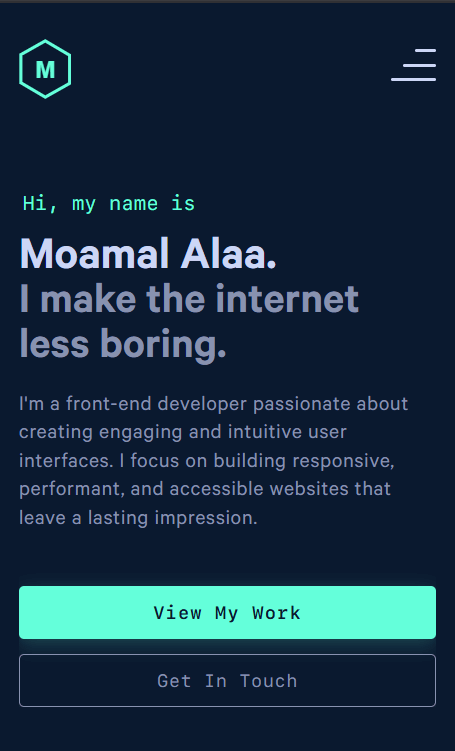 M
Hi, my name is
Moamal Alaa.
I make the internet
less boring.
I'm a front-end developer passionate about
creating engaging and intuitive user
interfaces. I focus on building responsive,
performant, and accessible websites that
leave a lasting impression.
View My Work
Get In Touch